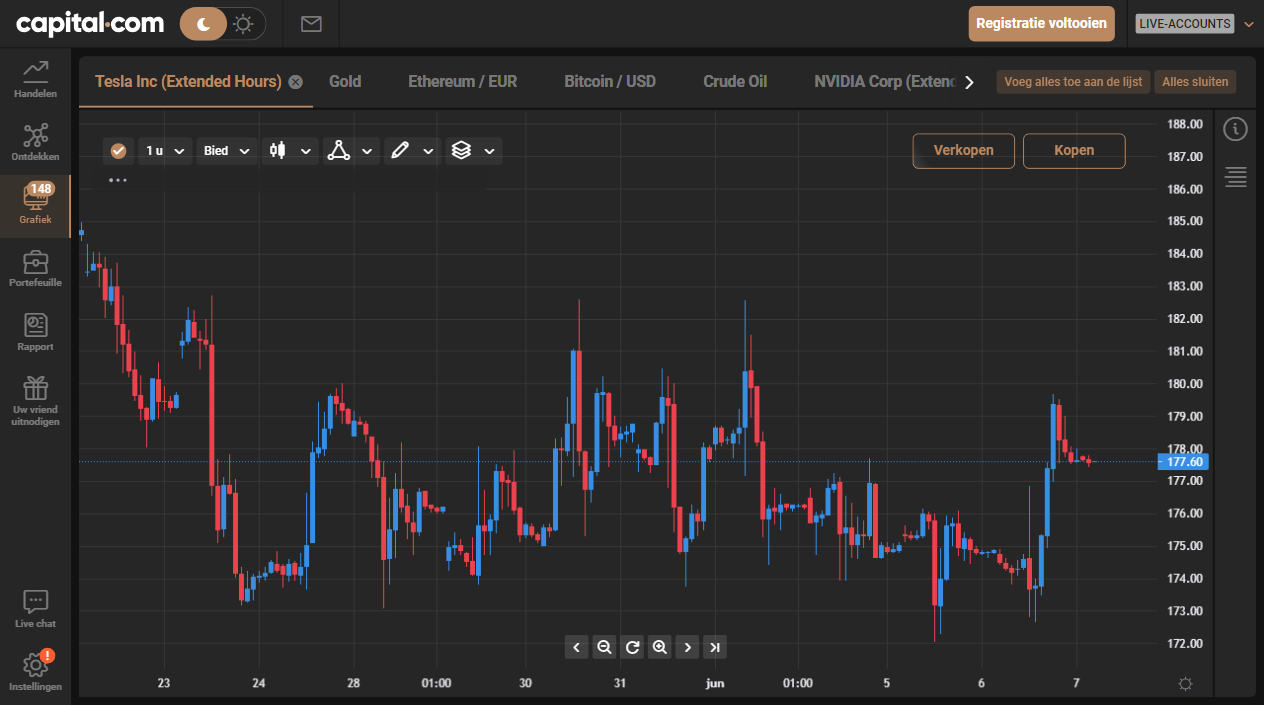 capital.com
Registratie voltooien
LIVE-ACCOUNTS
Handelen
Ontdekken
148
Grafiek
Portefeuille
Rapport
Uw vriend
uitnodigen
Live chat
!
Instellingen
Tesla Inc (Extended Hours)
Gold
Ethereum / EUR
Bitcoin / USD
Crude Oil
NVIDIA Corp (Exten
Voeg alles toe aan de lijst
Alles sluiten
1 u
Bied
Verkopen
Kopen
188.00
187.00
186.00
185.00
184.00
183.00
182.00
181.00
180.00
179.00
178.00
177.60
177.00
176.00
175.00
174.00
173.00
172.00
23
24
28
01:00
30
31
jun
01:00
5
6
7